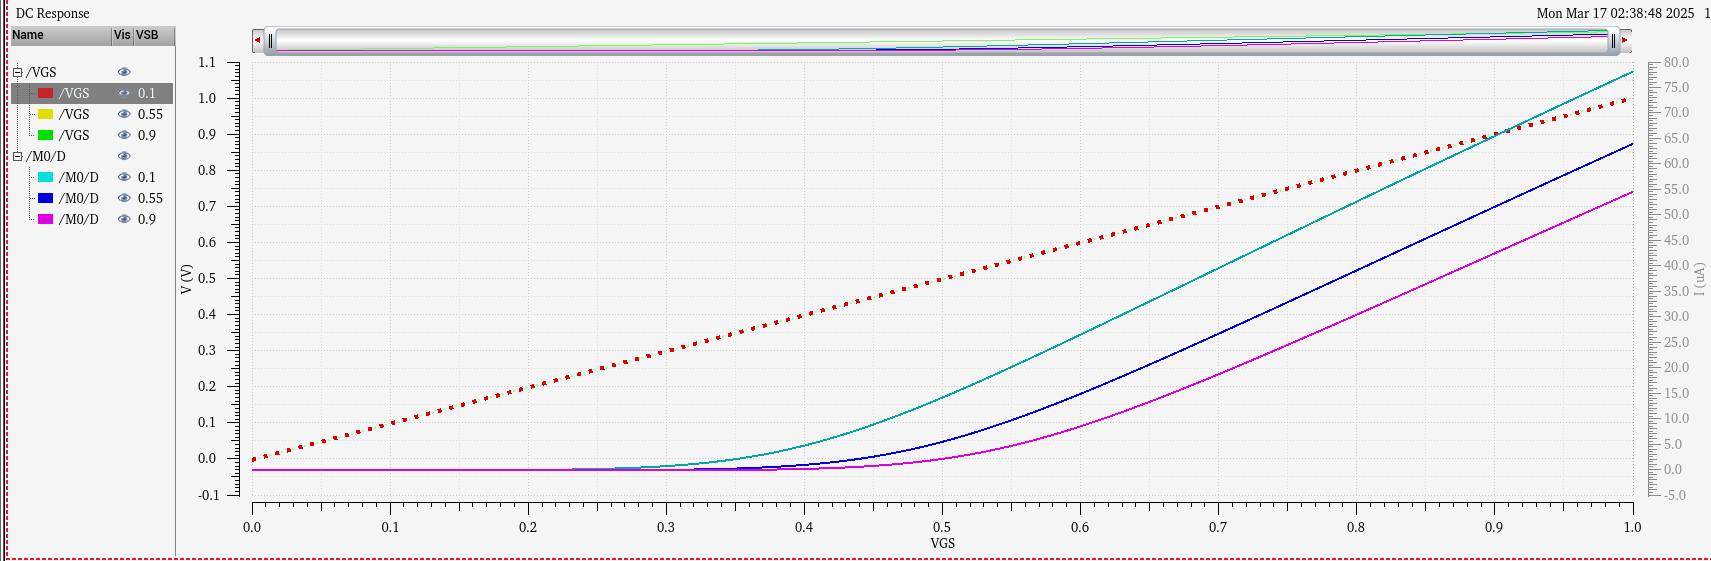 DC Response
Mon Mar 17 02:38:48 2025 1
Name Vis VSB
/VGS
/VGS 0.1
/VGS 0.55
/VGS 0.9
/M0/D
/M0/D 0.1
/M0/D 0.55
/M0/D 0.9
V (V)
1.1
1.0
0.9
0.8
0.7
0.6
0.5
0.4
0.3
0.2
0.1
0.0
-0.1
0.0 0.1 0.2 0.3 0.4 0.5 0.6 0.7 0.8 0.9 1.0
VGS
80.0
75.0
70.0
65.0
60.0
55.0
50.0
45.0
40.0
35.0
30.0
25.0
20.0
15.0
10.0
5.0
0.0
-5.0
I (uA)